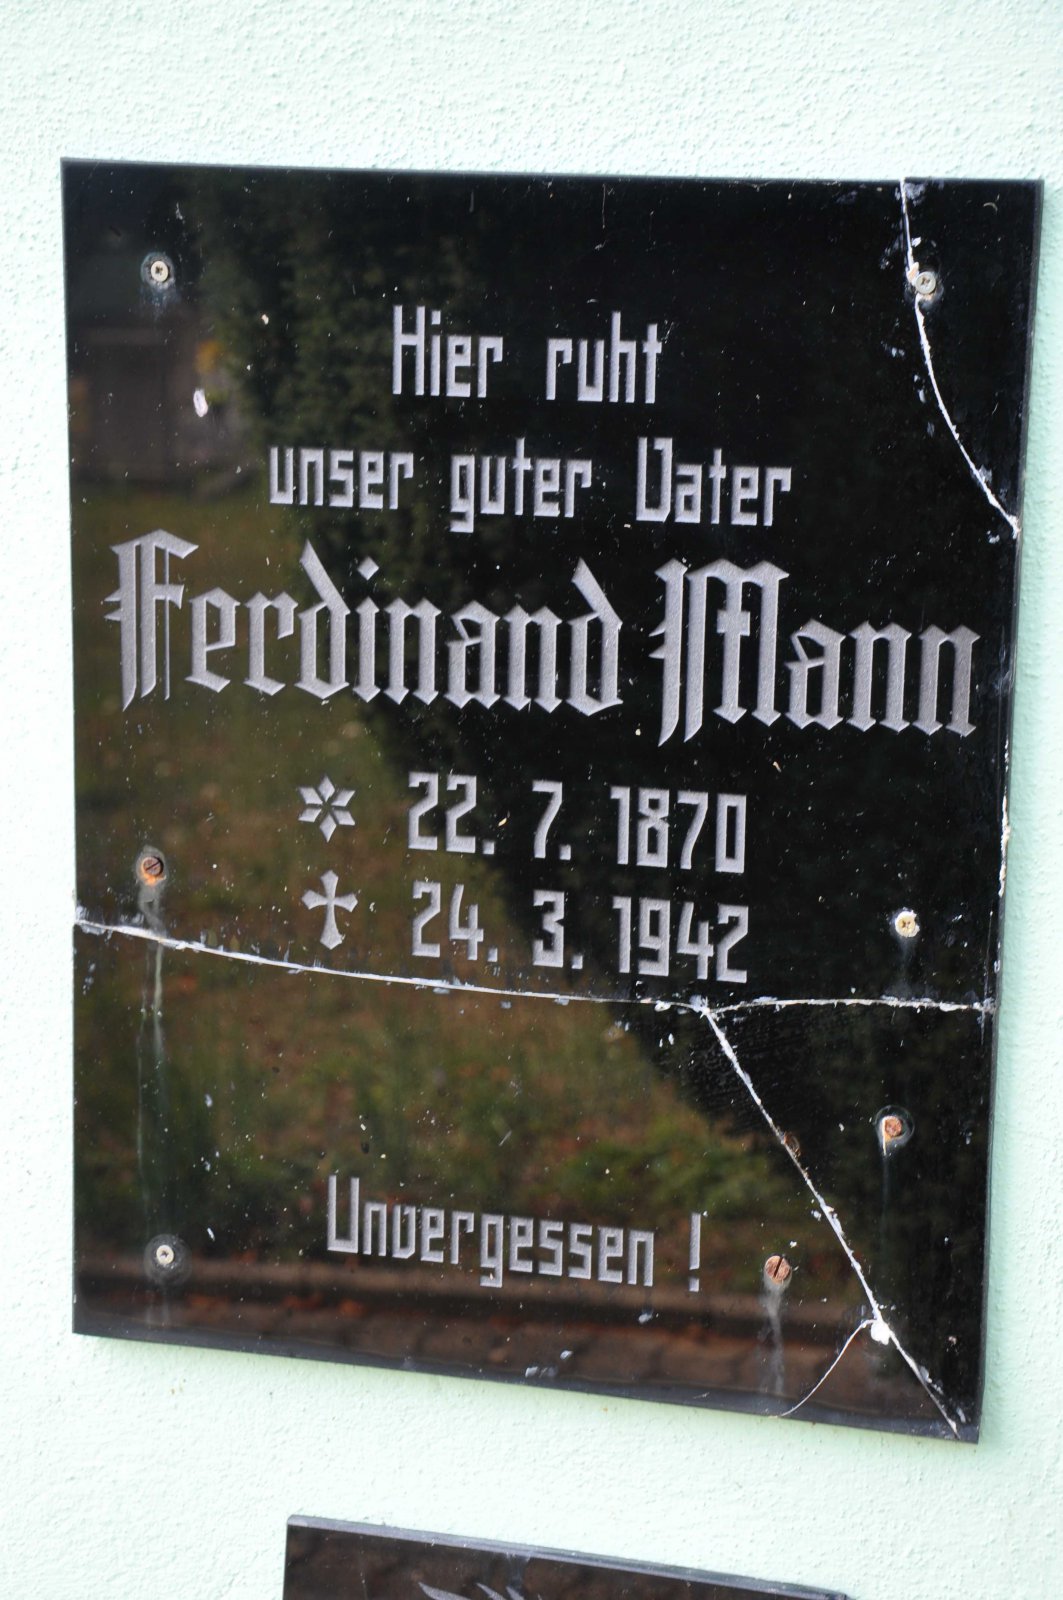 Hier ruht
unser guter Vater
Ferdinand Mann
* 22. 7. 1870
✝ 24. 3. 1942
Unvergessen !